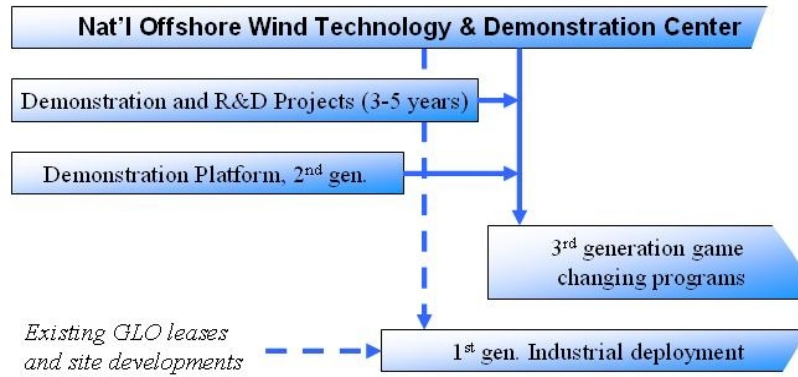 Nat'l Offshore Wind Technology & Demonstration Center
Demonstration and R&D Projects (3-5 years)
Demonstration Platform, 2nd gen.
3rd generation game
changing programs
Existing GLO leases
and site developments
1st gen. Industrial deployment